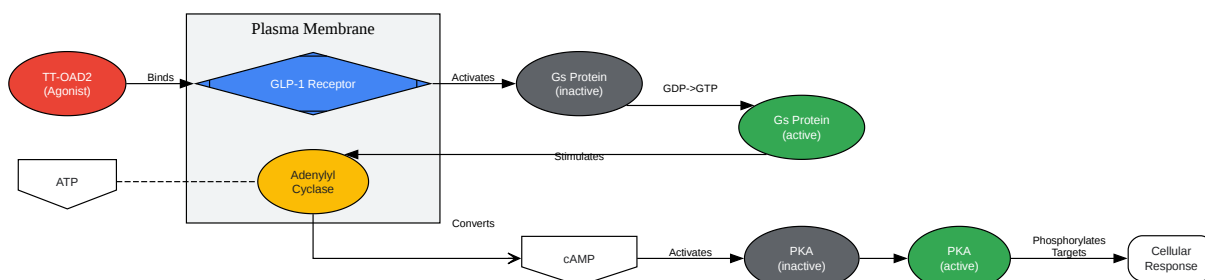 Plasma Membrane
TT-OAD2
(Agonist)
Binds
GLP-1 Receptor
Activates
Gs Protein
(inactive)
GDP->GTP
Gs Protein
(active)
Stimulates
ATP
Adenylyl
Cyclase
Converts
cAMP
Activates
PKA
(inactive)
PKA
(active)
Phosphorylates
Targets
Cellular
Response